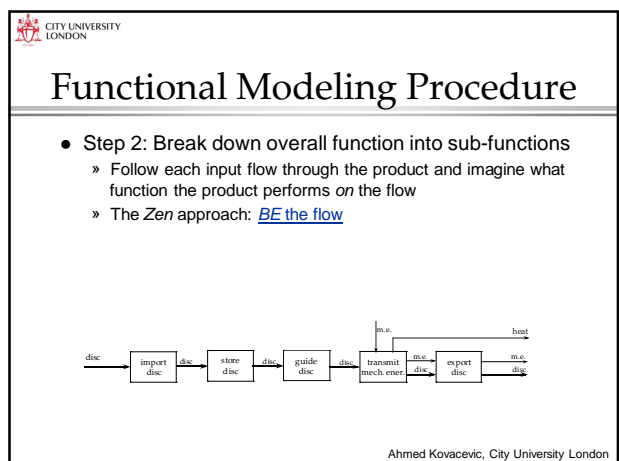 CITY UNIVERSITY
LONDON
Functional Modeling Procedure
● Step 2: Break down overall function into sub-functions
» Follow each input flow through the product and imagine what
function the product performs on the flow
» The Zen approach: BE the flow
m.e.
heat
disc
import
disc
disc
store
disc
disc
guide
disc
disc
transmit
mech. ener.
m.e.
disc
export
disc
m.e.
disc
Ahmed Kovacevic, City University London